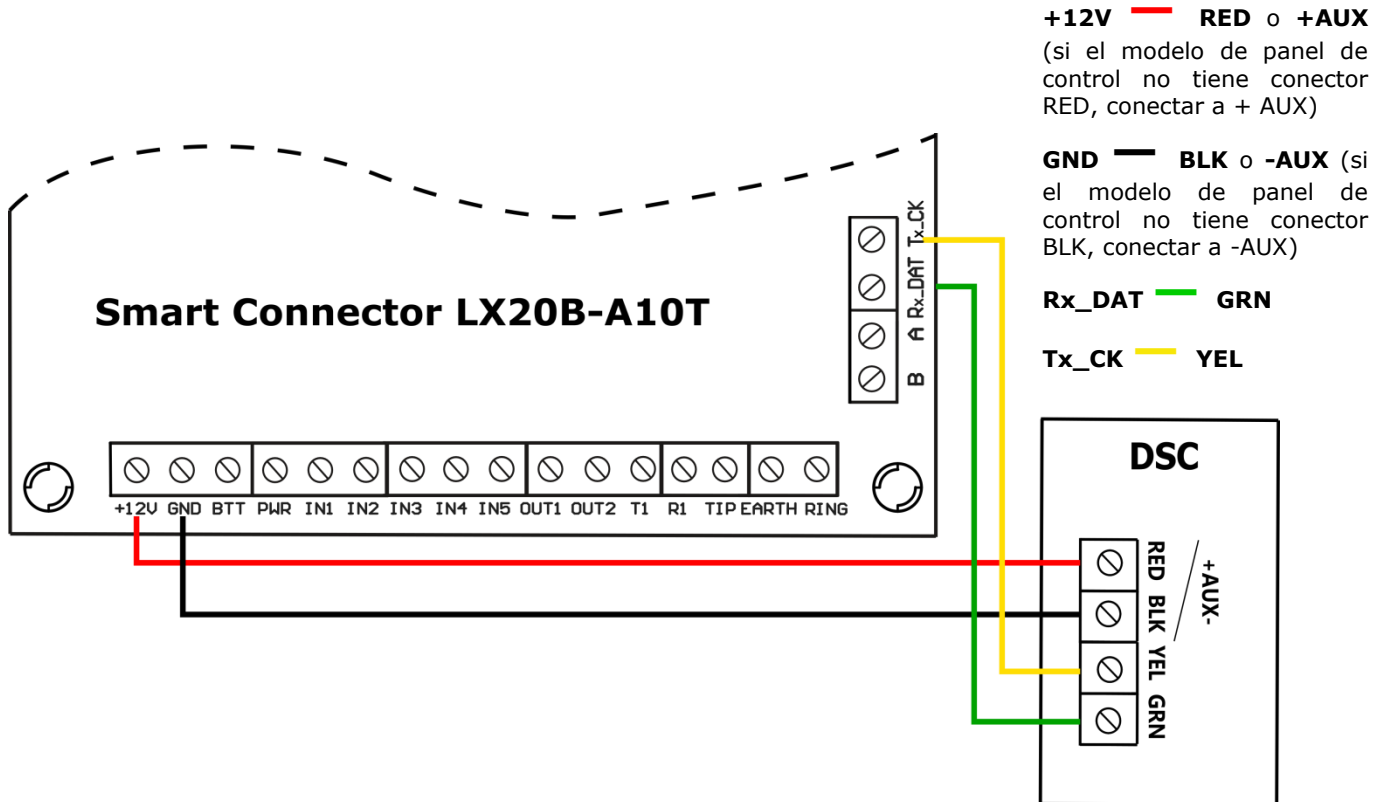 +12V RED o +AUX
(si el modelo de panel de
control no tiene conector
RED, conectar a + AUX)
GND BLK o -AUX (si
el modelo de panel de
control no tiene conector
BLK, conectar a -AUX)
Rx_DAT GRN
Tx_CK YEL
Smart Connector LX20B-A10T
Tx_CK
Rx_DAT
A
B
+12V GND BTT PWR IN1 IN2 IN3 IN4 IN5 OUT1 OUT2 T1 R1 TIP EARTH RING
DSC
RED
BLK
YEL
GRN
+AUX-